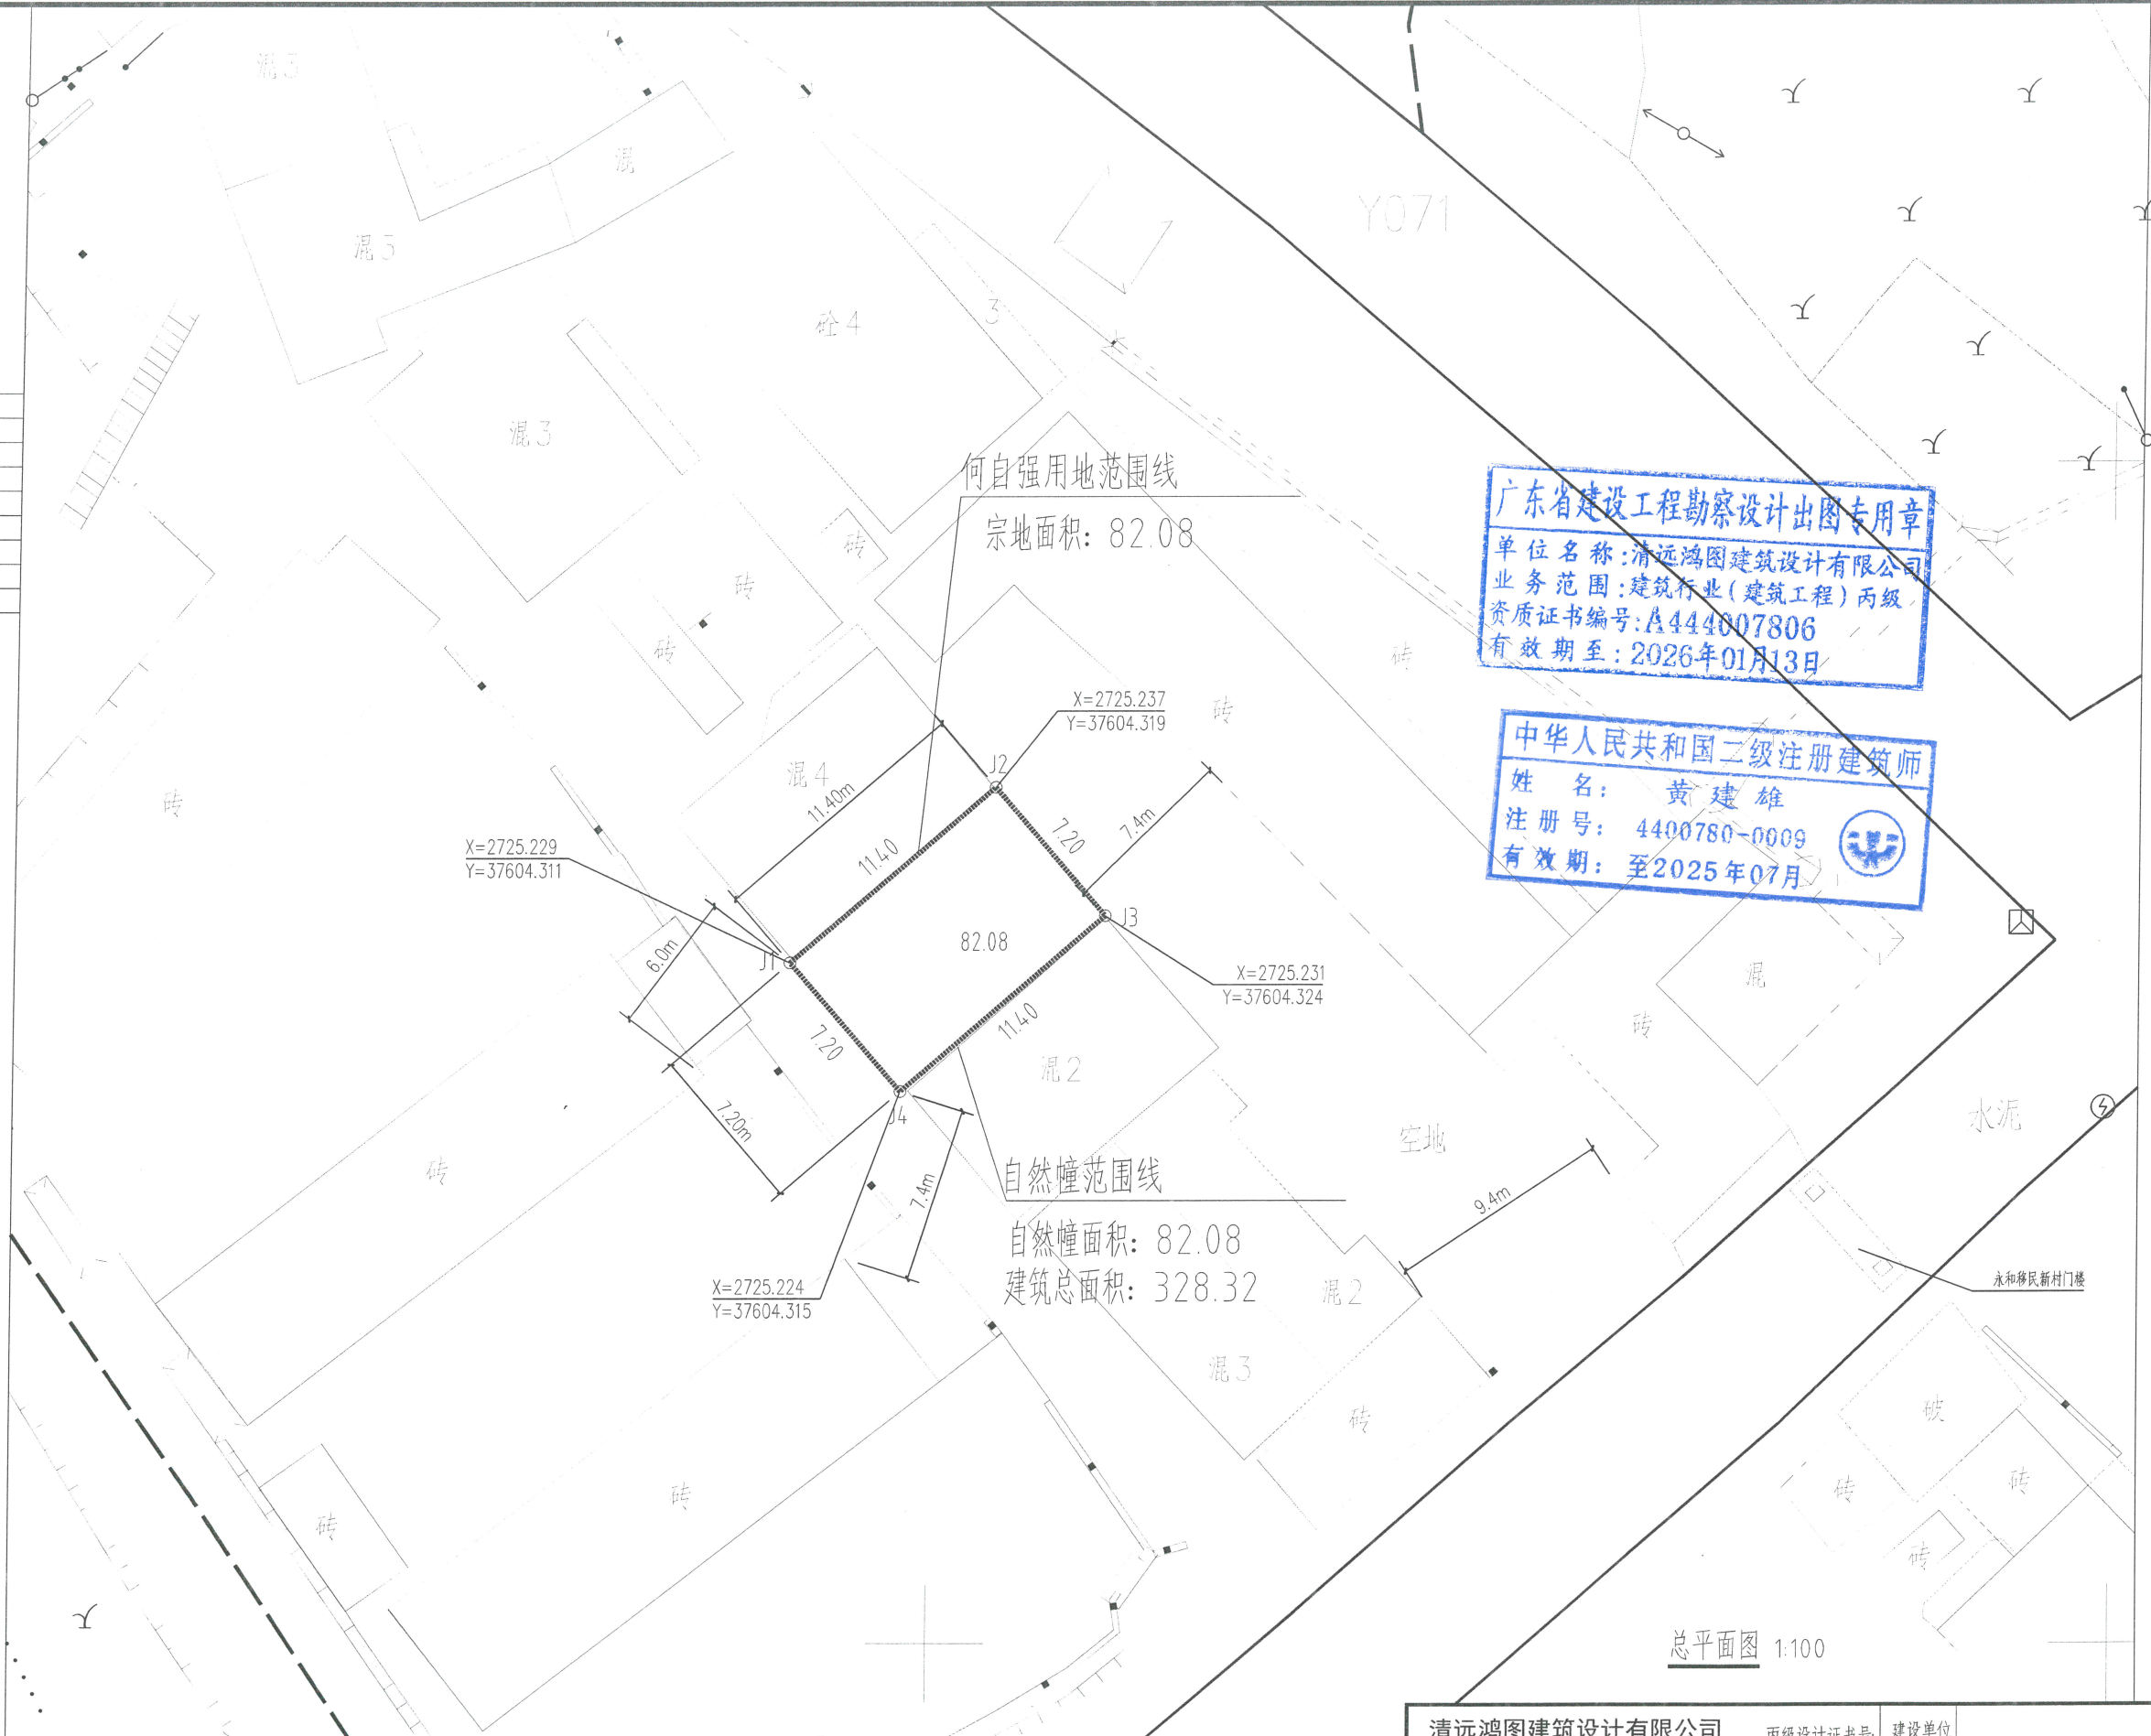 混3
混
混3
Y071
砼4
3
混3
何自强用地范围线
宗地面积: 82.08
广东省建设工程勘察设计出图专用章
单位名称:清远鸿图建筑设计有限公司
业务范围:建筑行业(建筑工程)丙级
资质证书编号:A444007806
有效期至:2026年01月13日
砖
砖
砖
砖
砖
X=2725.237
Y=37604.319
中华人民共和国二级注册建筑师
姓 名: 黄建雄
注册号: 4400780-0009
有效期: 至2025年07月
混4
J2
11.40m
7.20
7.4m
砖
X=2725.229
Y=37604.311
11.40
J3
6.0m
J1
82.08
X=2725.231
Y=37604.324
混
砖
7.20
11.40
混2
7.20m
J4
水泥
空地
砖
自然幢范围线
7.4m
9.4m
自然幢面积: 82.08
建筑总面积: 328.32
X=2725.224
Y=37604.315
混2
永和移民新村门楼
混3
砖
破
砖
砖
砖
砖
砖
总平面图 1:100
清远鸿图建筑设计有限公司
丙级设计证书号:
建设单位